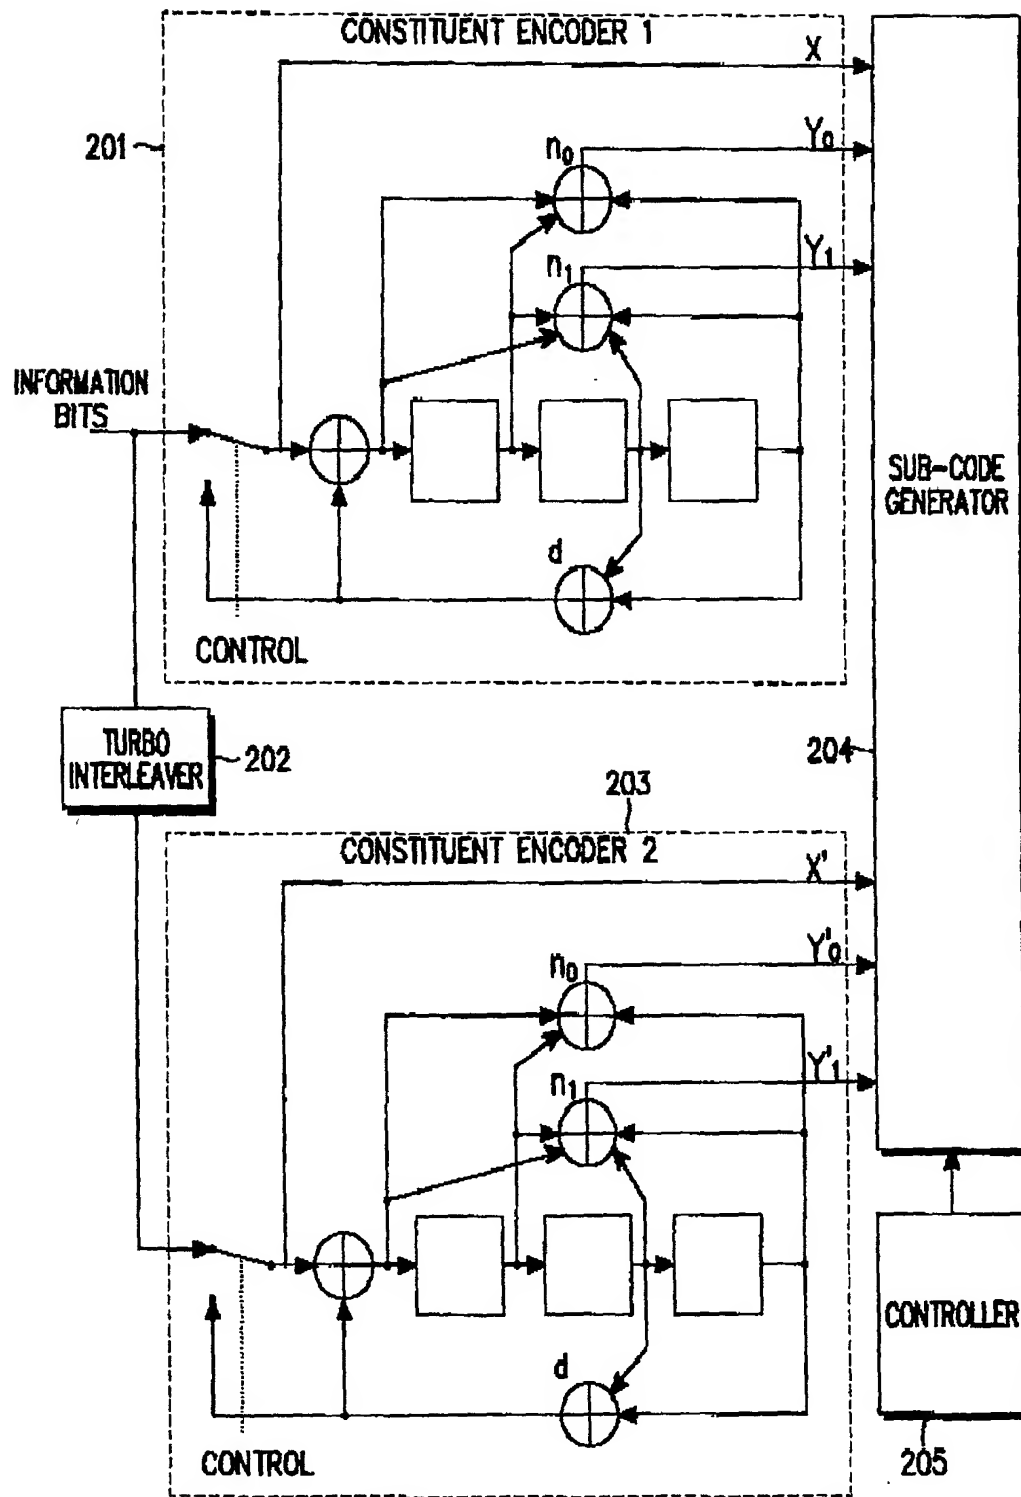 CONSTITUENT ENCODER 1
X
201
n0
Y0
n1
Y1
INFORMATION
BITS
SUB-CODE
GENERATOR
d
CONTROL
TURBO
INTERLEAVER
202
204
203
CONSTITUENT ENCODER 2
X'
n0
Y'0
n1
Y'1
CONTROLLER
d
CONTROL
205